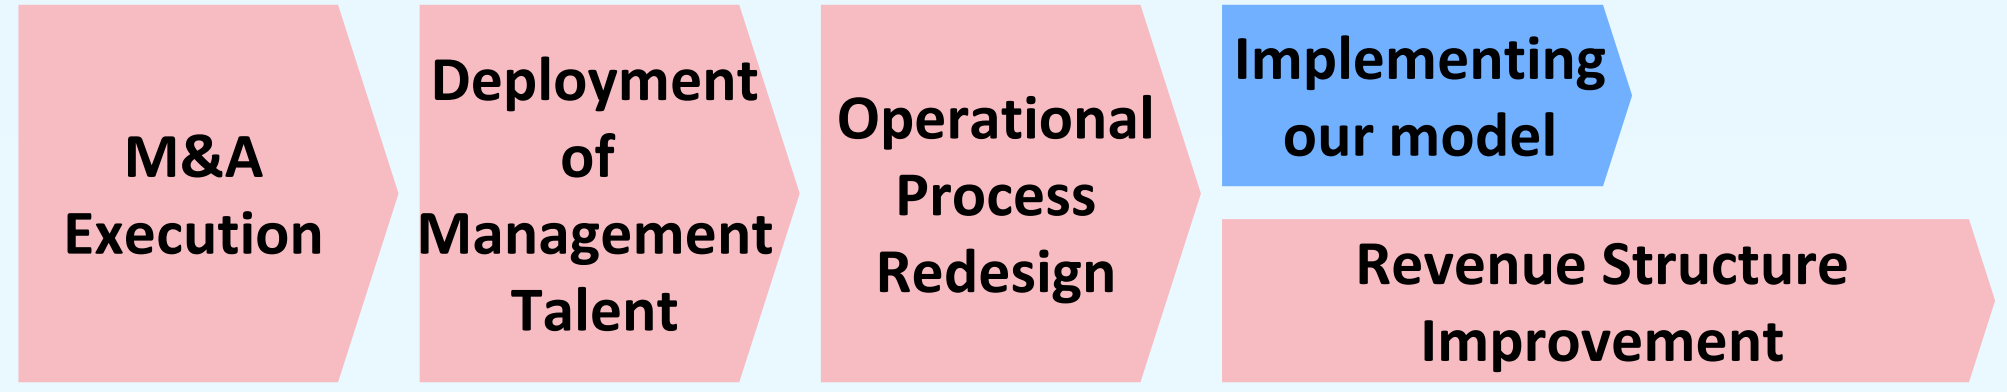 M&A
Execution
Deployment
of
Management
Talent
Operational
Process
Redesign
Implementing
our model
Revenue Structure
Improvement